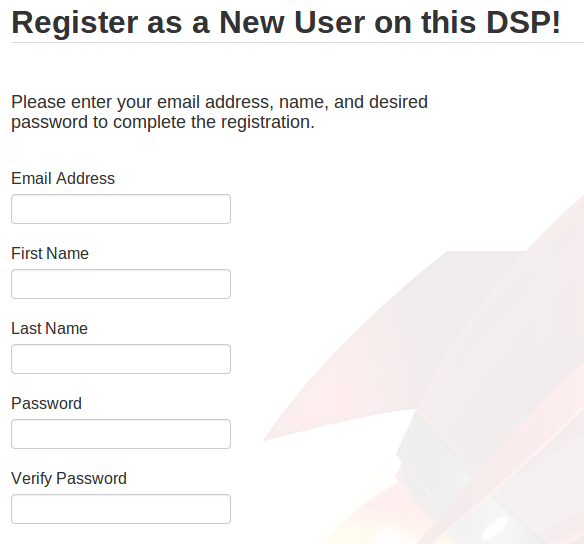 Register as a New User on this DSP!
Please enter your email address, name, and desired
password to complete the registration.
Email Address
First Name
Last Name
Password
Verify Password